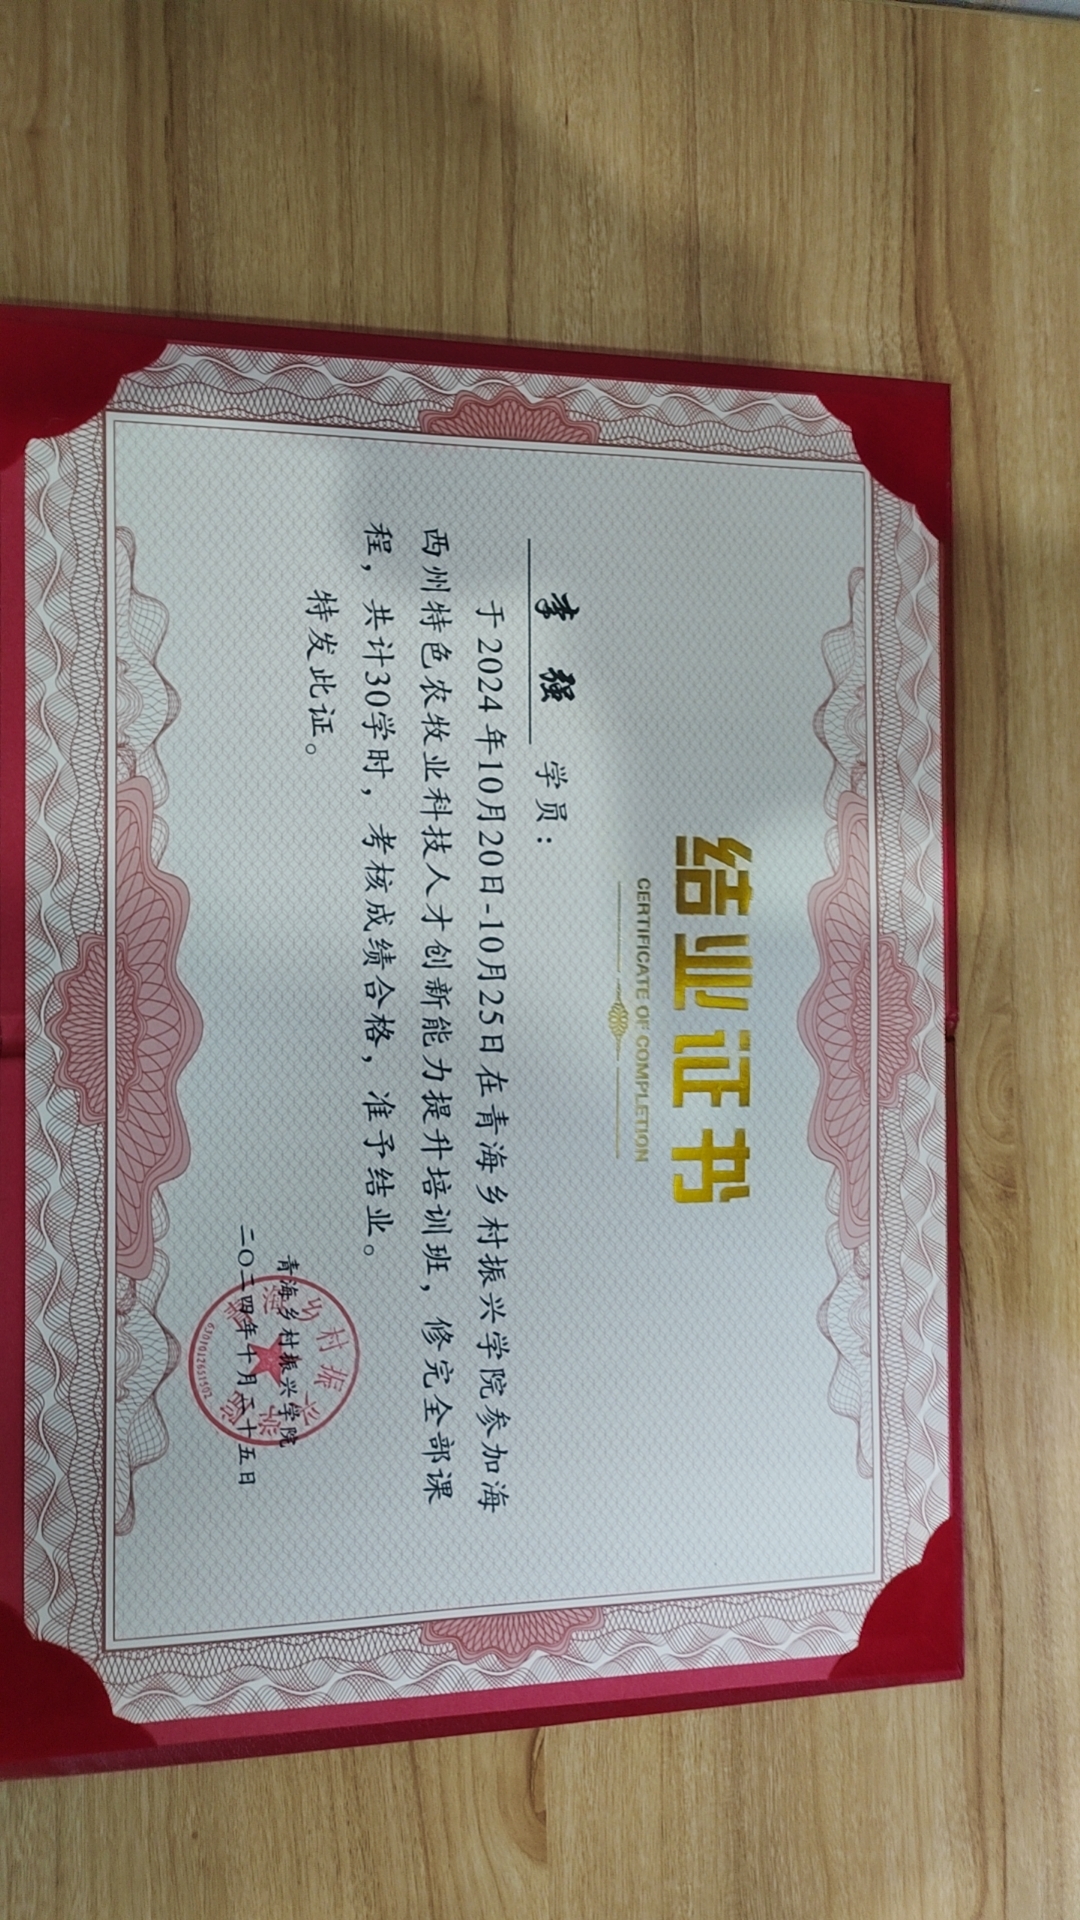 结业证书
CERTIFICATE OF COMPLETION
李强 学员：
于2024年10月20日-10月25日在青海乡村振兴学院参加海
西州特色农牧业科技人才创新能力提升培训班，修完全部课
程，共计30学时，考核成绩合格，准予结业。
特发此证。
青海乡村振兴学院
二〇二四年十月二十五日